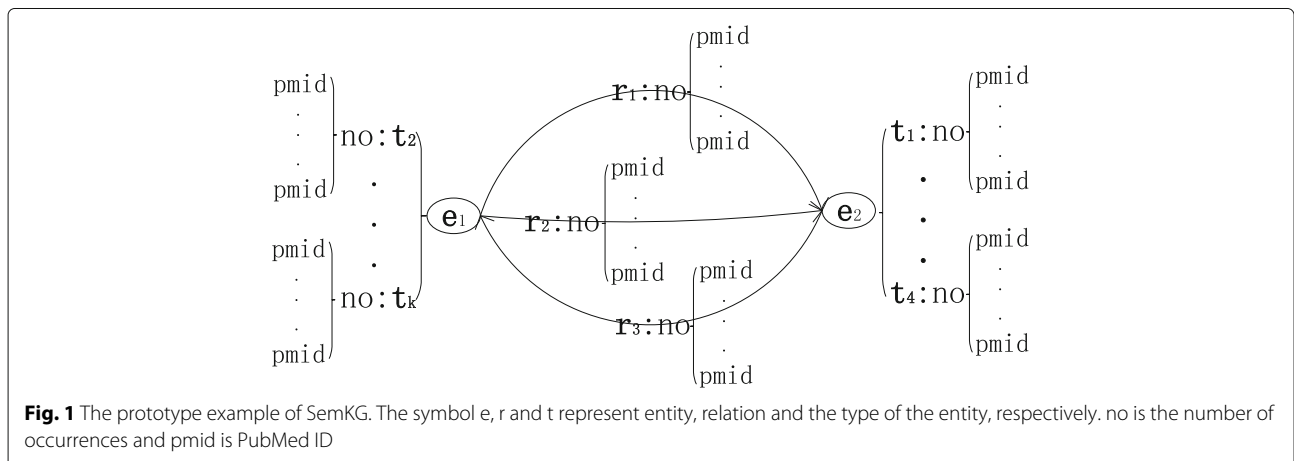 pmid
r₁:no
pmid
pmid
pmid
no:t₂
pmid
pmid
t₁:no
pmid
pmid
r₂:no
pmid
e₁
e₂
pmid
no:tₖ
pmid
pmid
r₃:no
pmid
pmid
t₄:no
pmid
Fig. 1 The prototype example of SemKG. The symbol e, r and t represent entity, relation and the type of the entity, respectively. no is the number of
occurrences and pmid is PubMed ID